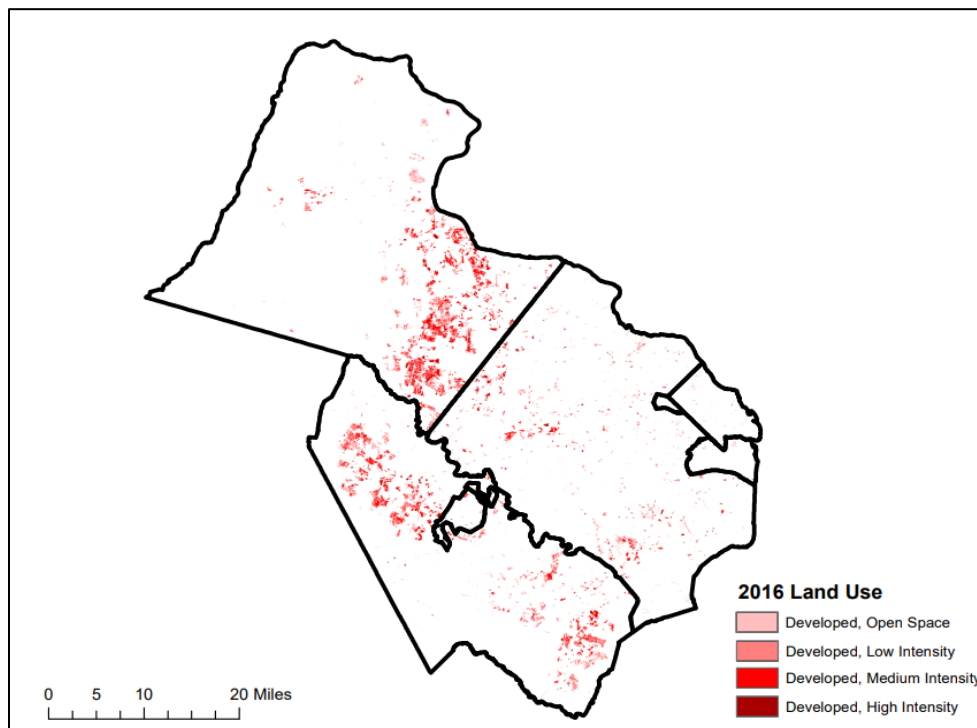 2016 Land Use
Developed, Open Space
Developed, Low Intensity
Developed, Medium Intensity
Developed, High Intensity
0 5 10 20 Miles